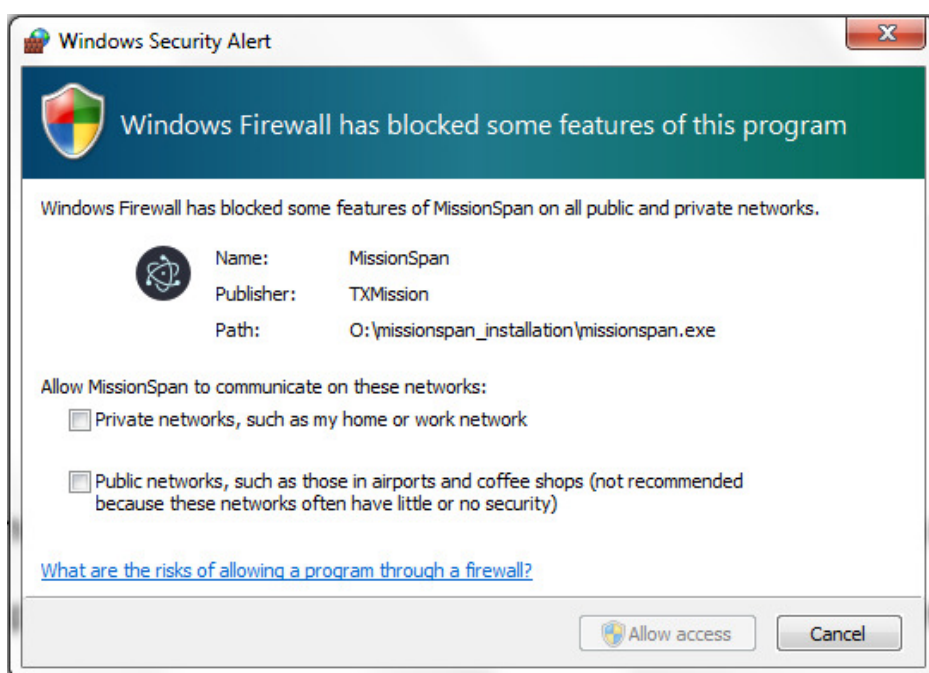 Windows Security Alert
Windows Firewall has blocked some features of this program
Windows Firewall has blocked some features of MissionSpan on all public and private networks.
Name: MissionSpan
Publisher: TXMission
Path: O:\missionspan_installation\missionspan.exe
Allow MissionSpan to communicate on these networks:
Private networks, such as my home or work network
Public networks, such as those in airports and coffee shops (not recommended
because these networks often have little or no security)
What are the risks of allowing a program through a firewall?
Allow access Cancel